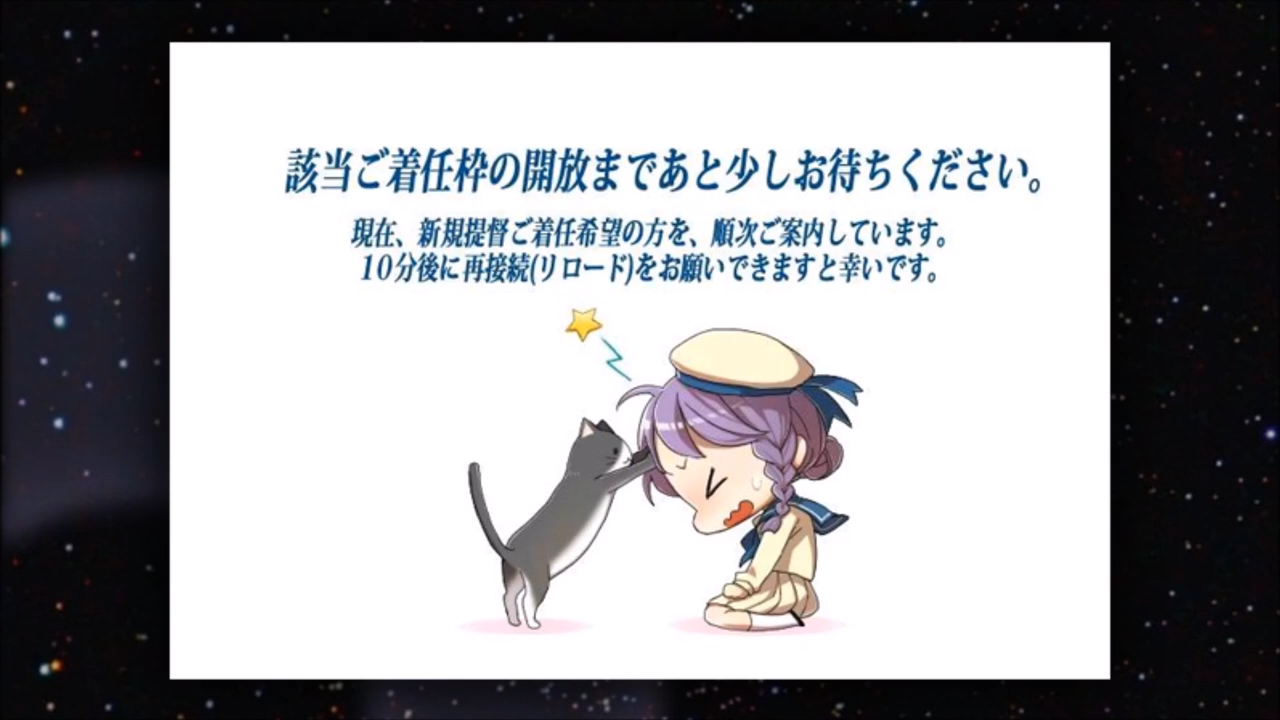 該当ご着任枠の開放まであと少しお待ちください。
現在、新規提督ご着任希望の方を、順次ご案内しています。
10分後に再接続(リロード)をお願いできますと幸いです。